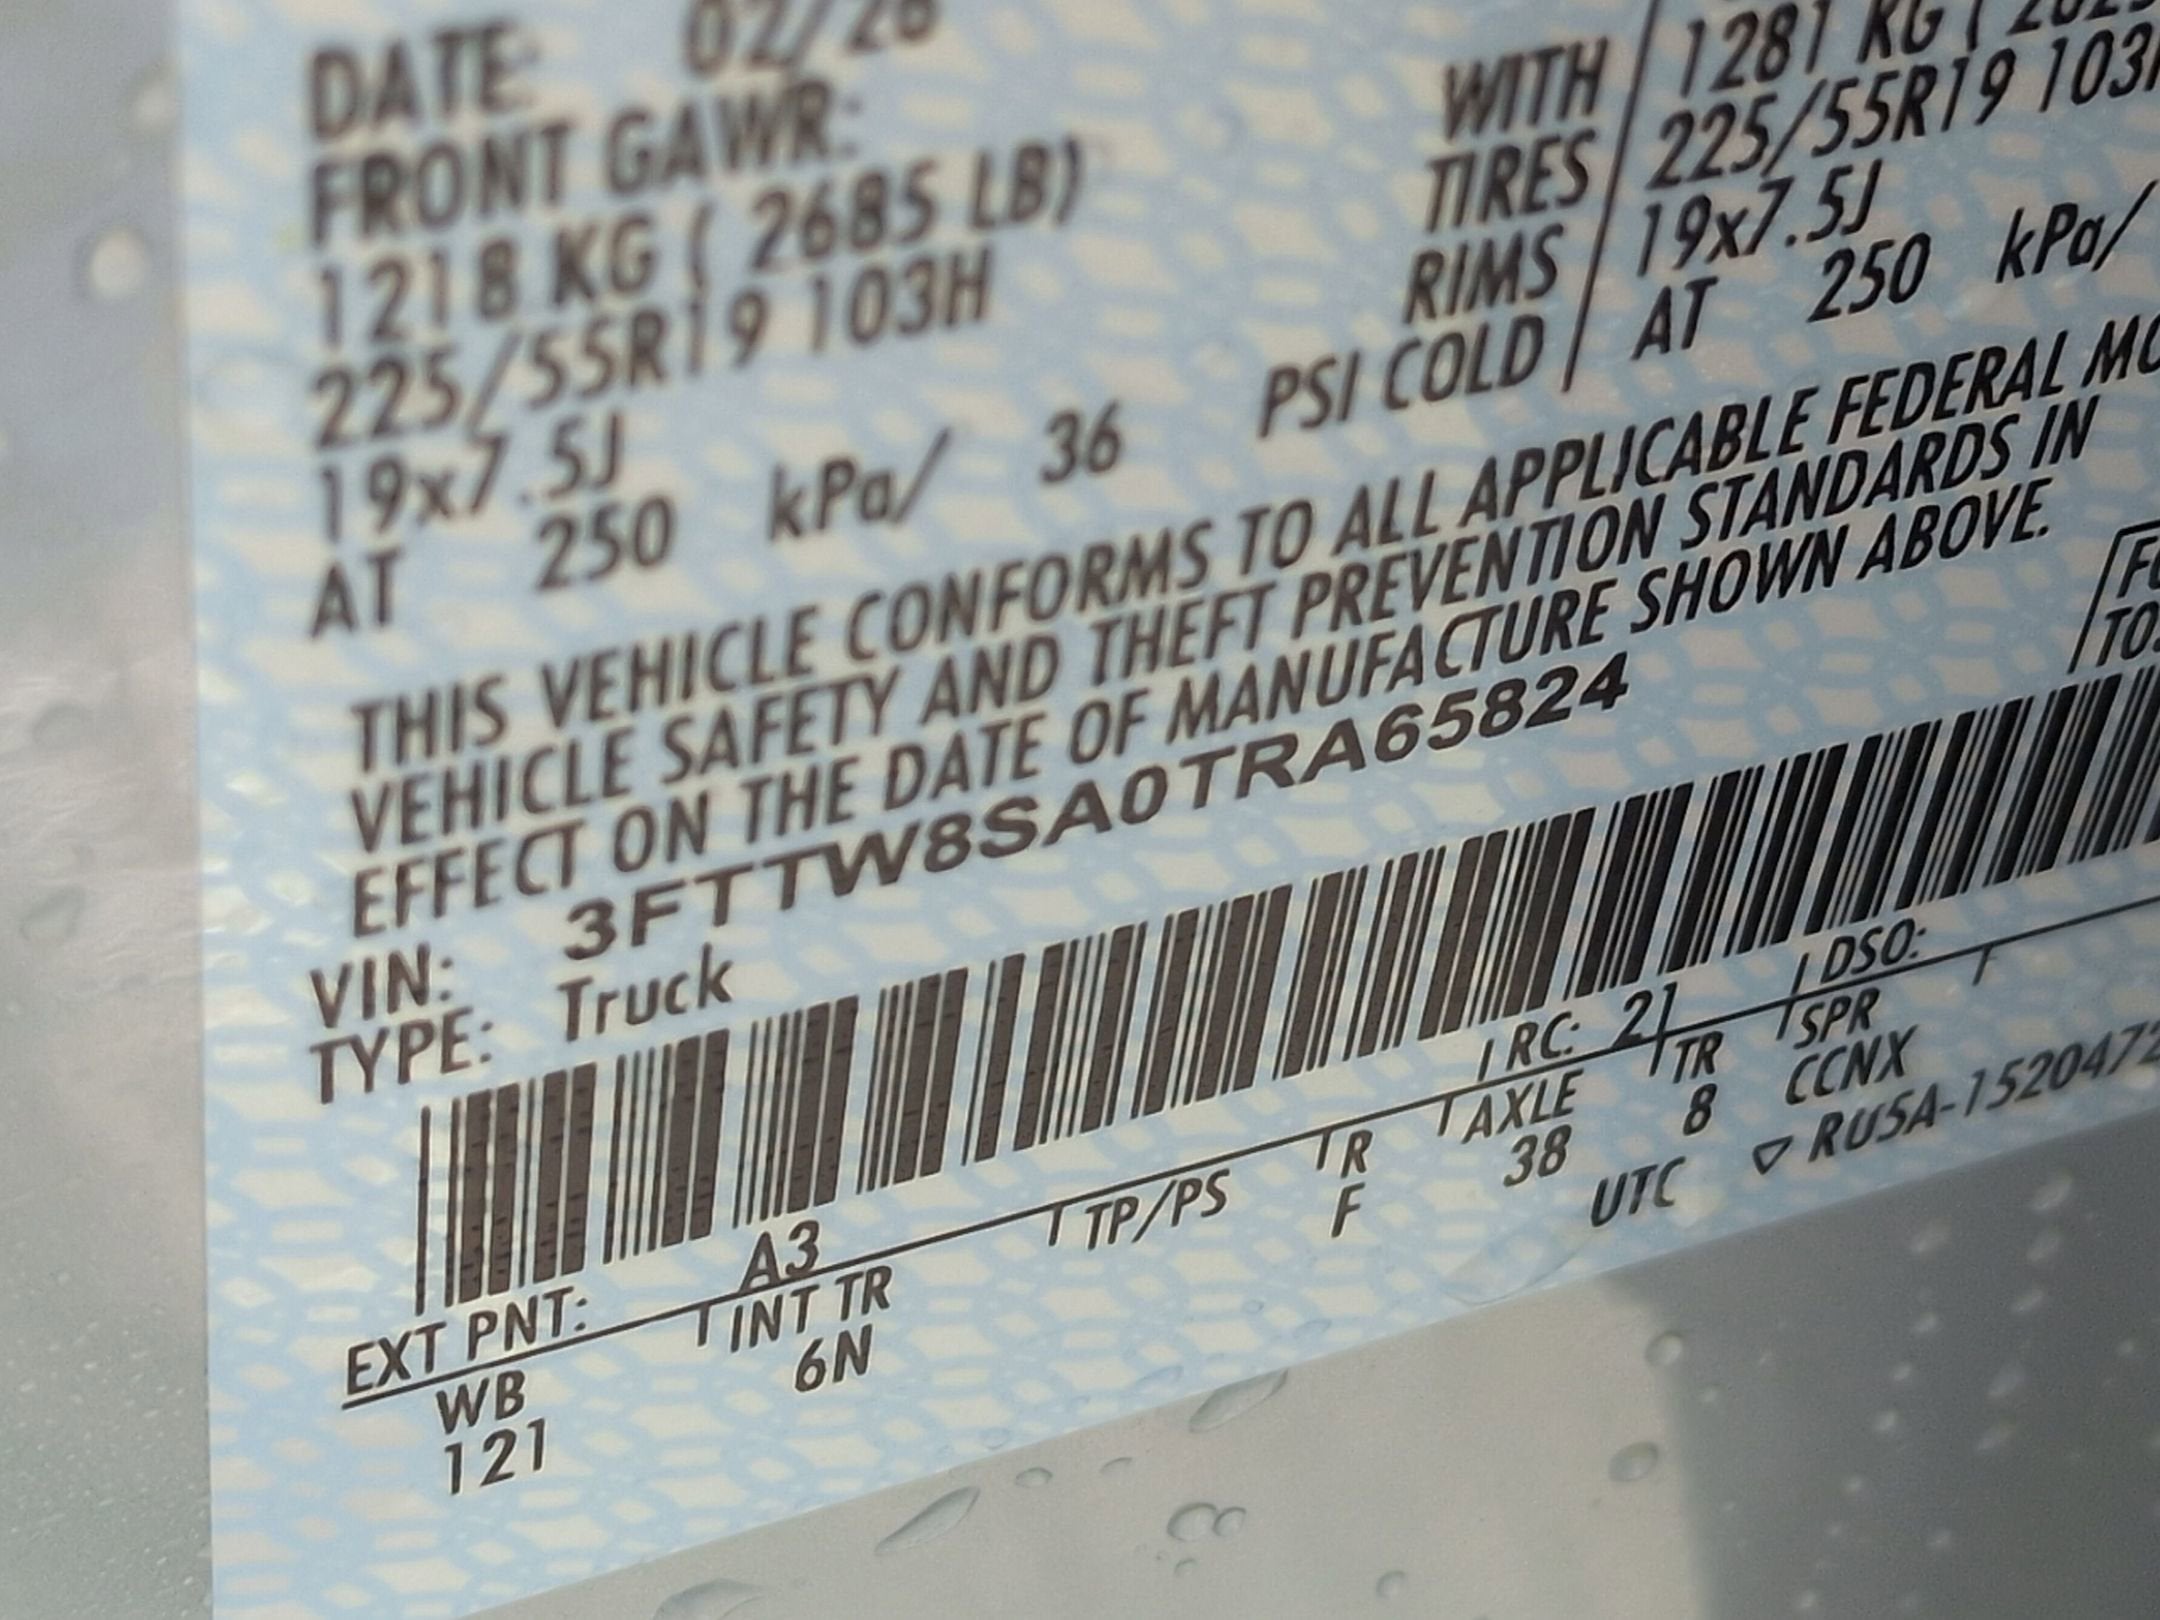 DATE: 02/26
FRONT GAWR:
1218 KG ( 2685 LB)
225/55R19 103H
19x7.5J
AT 250 kPa/ 36 PSI COLD
WITH
TIRES
RIMS
1281 KG (
225/55R19
19x7.5J
AT 250 kPa/
THIS VEHICLE CONFORMS TO ALL APPLICABLE FEDERAL
VEHICLE SAFETY AND THEFT PREVENTION STANDARDS IN
EFFECT ON THE DATE OF MANUFACTURE SHOWN ABOVE.
VIN: 3FTTW8SA0TRA65824
TYPE: Truck
EXT PNT: A3 RC: 21 DSO:
WB INT TR TP/PS R AXLE TR SPR
121 6N F 38 8 CCNX
UTC ▽ RUSA-1520472